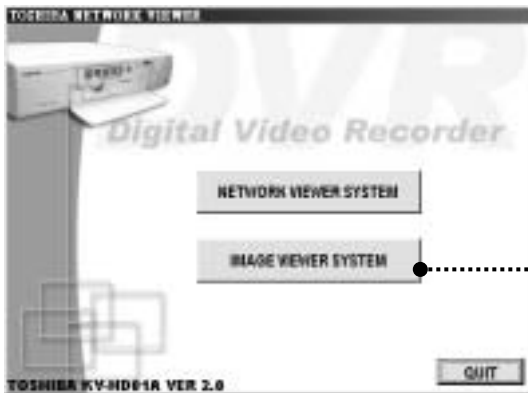 TOSHIBA NETWORK VIEWER
DVR
Digital Video Recorder
NETWORK VIEWER SYSTEM
IMAGE VIEWER SYSTEM
QUIT
TOSHIBA KV-HD01A VER 2.0